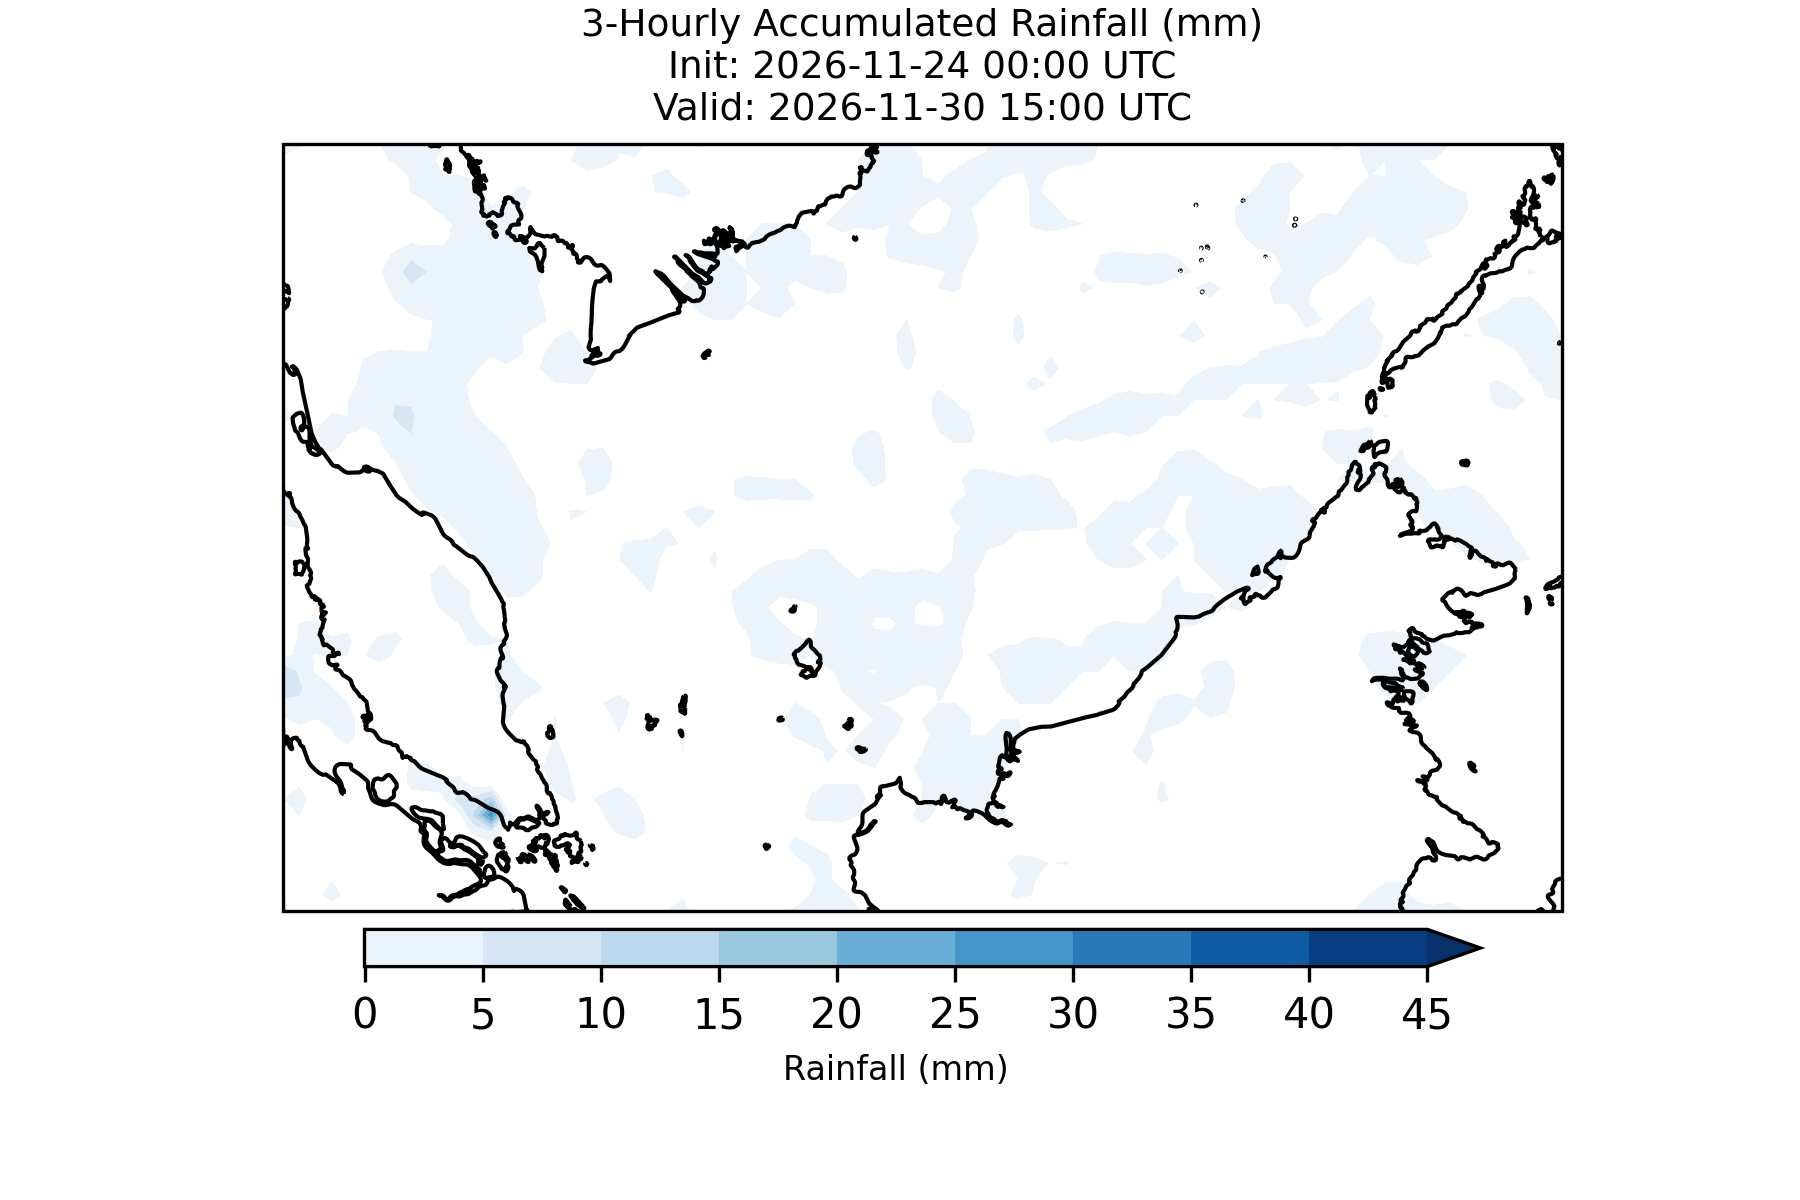 3-Hourly Accumulated Rainfall (mm)
Init: 2026-11-24 00:00 UTC
Valid: 2026-11-30 15:00 UTC
0 5 10 15 20 25 30 35 40 45
Rainfall (mm)